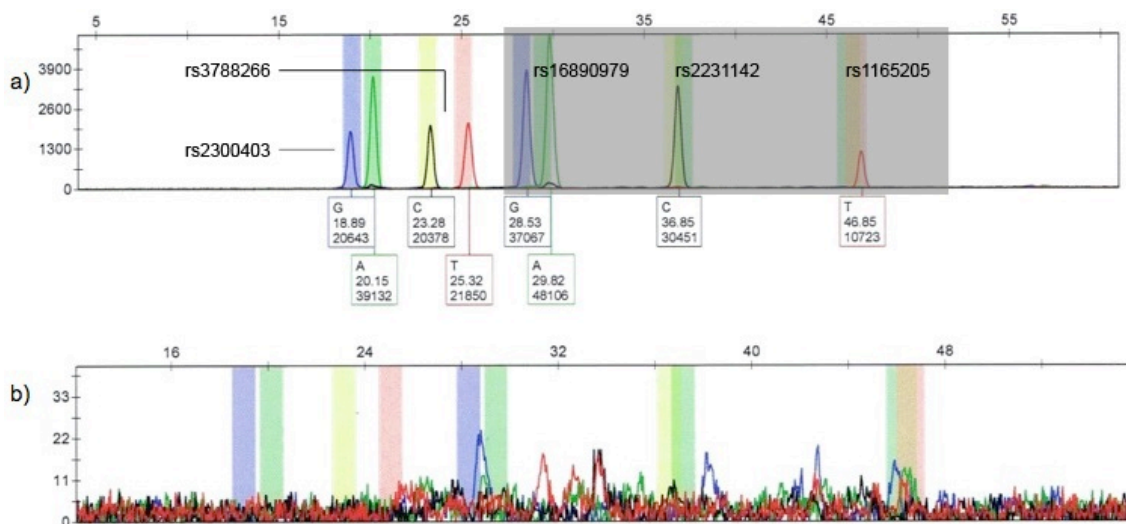 5 15 25 35 45 55
a)
3900
2600
1300
0
rs3788266
rs2300403
rs16890979
rs2231142
rs1165205
G
18.89
20643
A
20.15
39132
C
23.28
20378
T
25.32
21850
G
28.53
37067
A
29.82
48106
C
36.85
30451
T
46.85
10723
b)
16 24 32 40 48
33
22
11
0